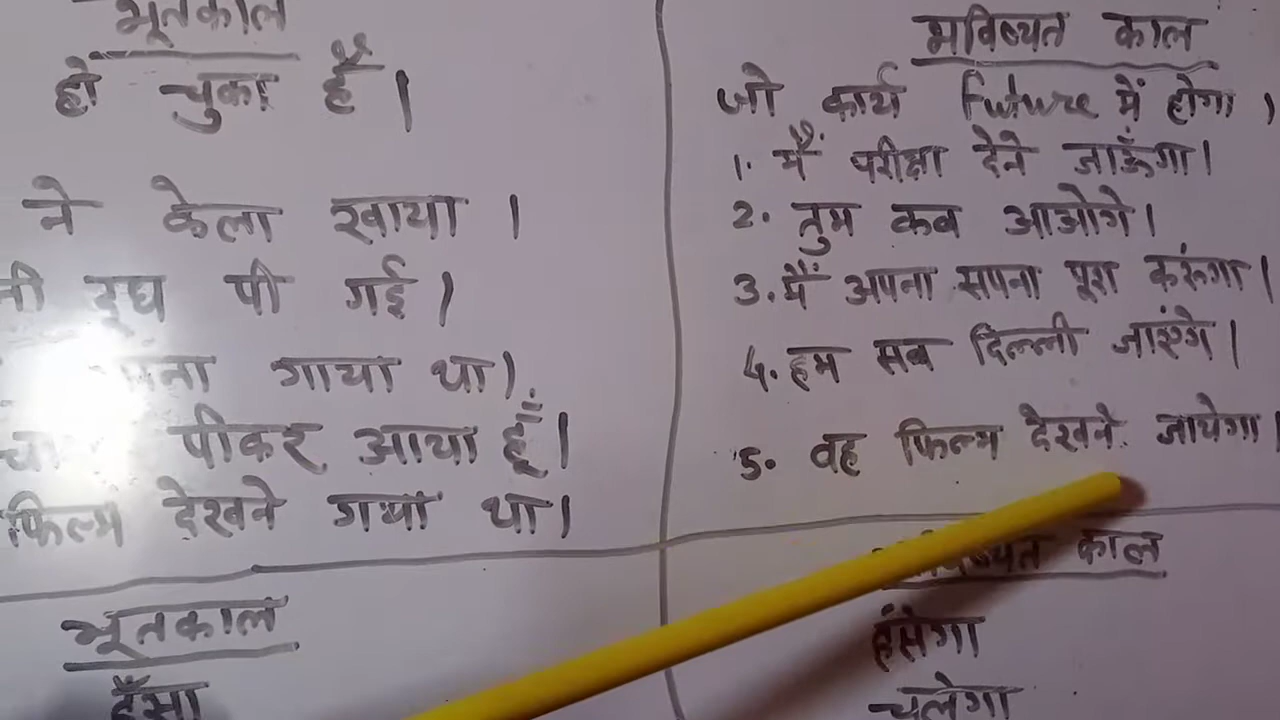 भूतकाल
हो चुका है।
ने केला खाया ।
नी दूध पी गई।
गाया था।
पीकर आया हूँ।
फिल्म देखने गया था।
भविष्यत काल
जो कार्य Future में होगा ,
1. मैं परीक्षा देने जाऊँगा।
2. तुम कब आओगे।
3. मैं अपना सपना पूरा करूंगा।
4. हम सब दिल्ली जाएंगे।
5. वह फिल्म देखने जायेगा।
भूतकाल
हँसा
काल
हंसेगा
चलेगा